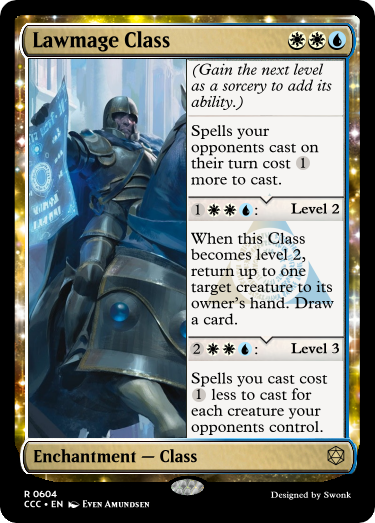 Lawmage Class
(Gain the next level
as a sorcery to add its
ability.)
Spells your
opponents cast on
their turn cost 1
more to cast.
1 : Level 2
When this Class
becomes level 2,
return up to one
target creature to its
owner's hand. Draw
a card.
2 : Level 3
Spells you cast cost
1 less to cast for
each creature your
opponents control.
Enchantment — Class
R 0604
CCC • EN Even Amundsen
Designed by Swonk